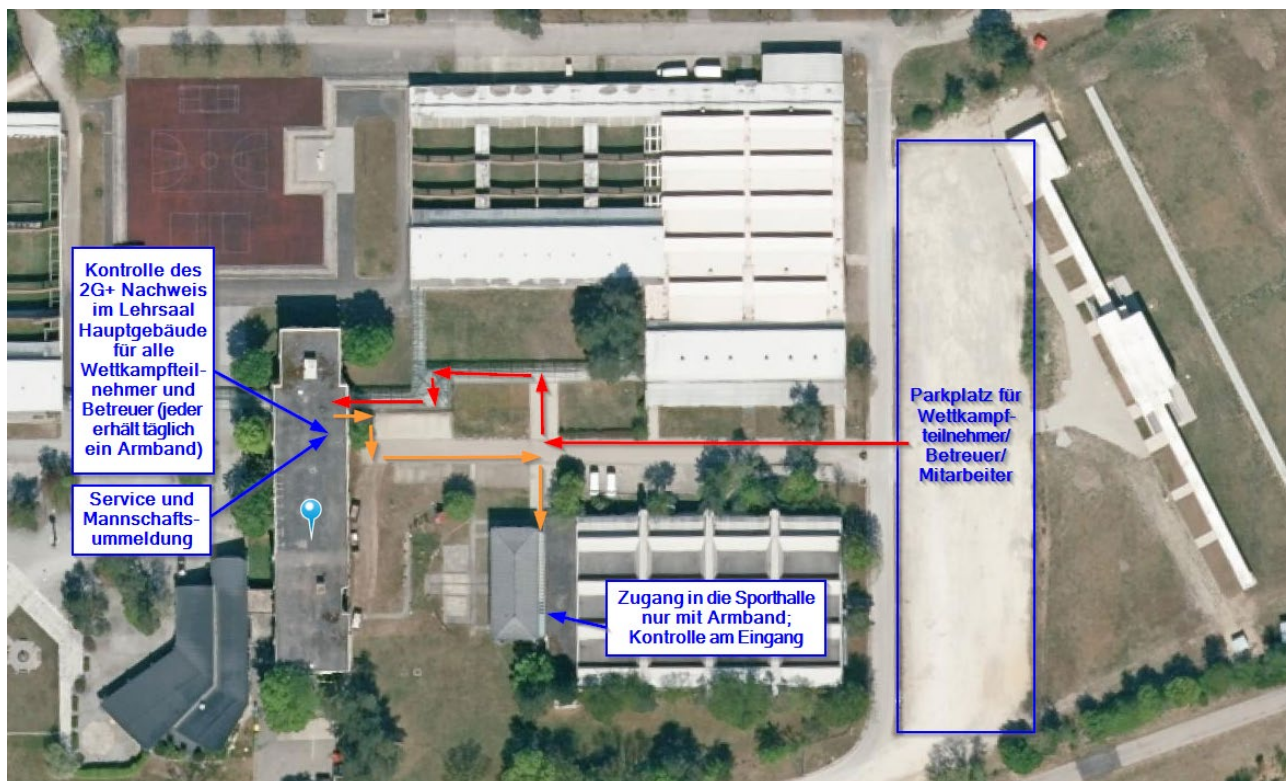 Kontrolle des
2G+ Nachweis
im Lehrsaal
Hauptgebäude
für alle
Wettkampfteil-
nehmer und
Betreuer (jeder
erhält täglich
ein Armband)
Service und
Mannschafts-
ummeldung
Zugang in die Sporthalle
nur mit Armband;
Kontrolle am Eingang
Parkplatz für
Wettkampf-
teilnehmer/
Betreuer/
Mitarbeiter